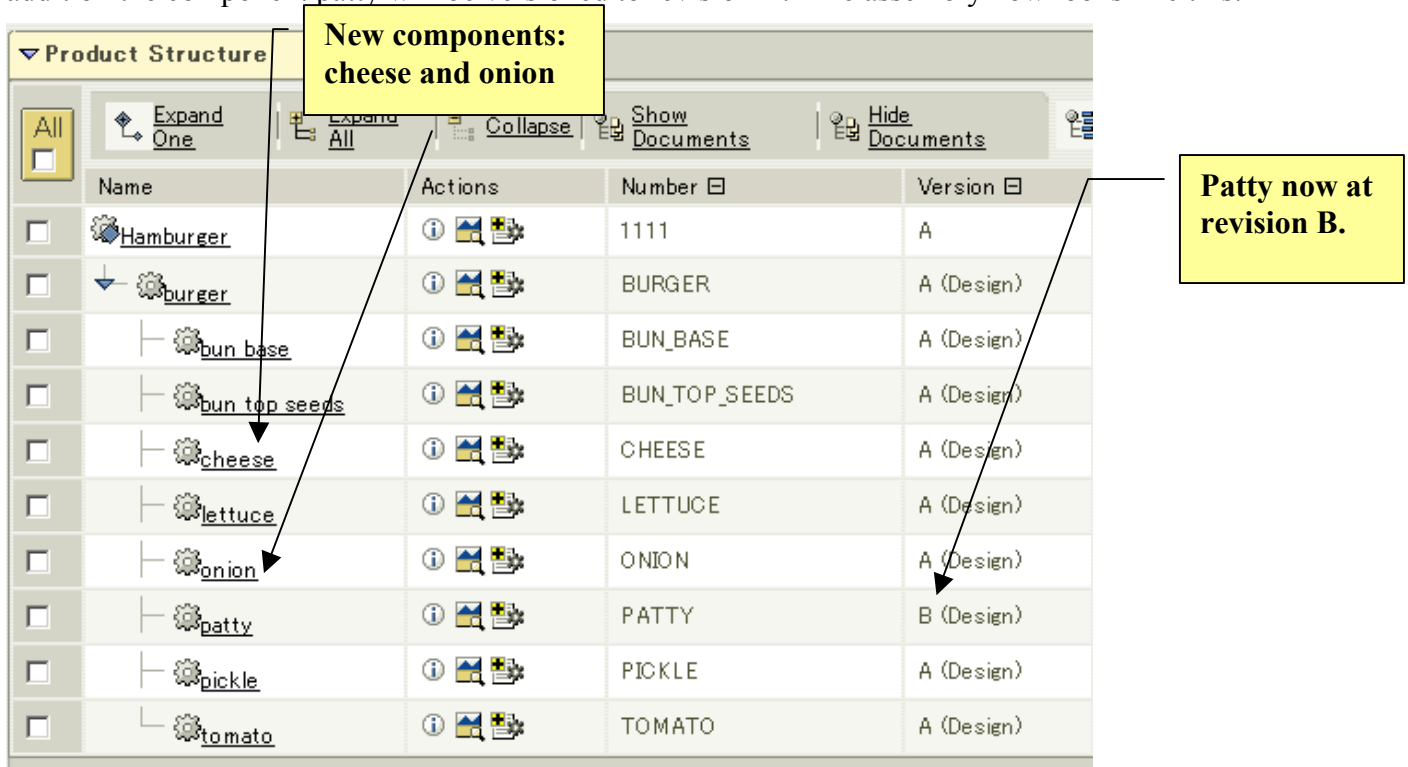 New components:
cheese and onion
Product Structure
All
Expand One
Expand All
Collapse
Show Documents
Hide Documents
Name Actions Number Version
Hamburger 1111 A
burger BURGER A (Design)
bun base BUN_BASE A (Design)
bun top seeds BUN_TOP_SEEDS A (Design)
cheese CHEESE A (Design)
lettuce LETTUCE A (Design)
onion ONION A (Design)
patty PATTY B (Design)
pickle PICKLE A (Design)
tomato TOMATO A (Design)
Patty now at
revision B.